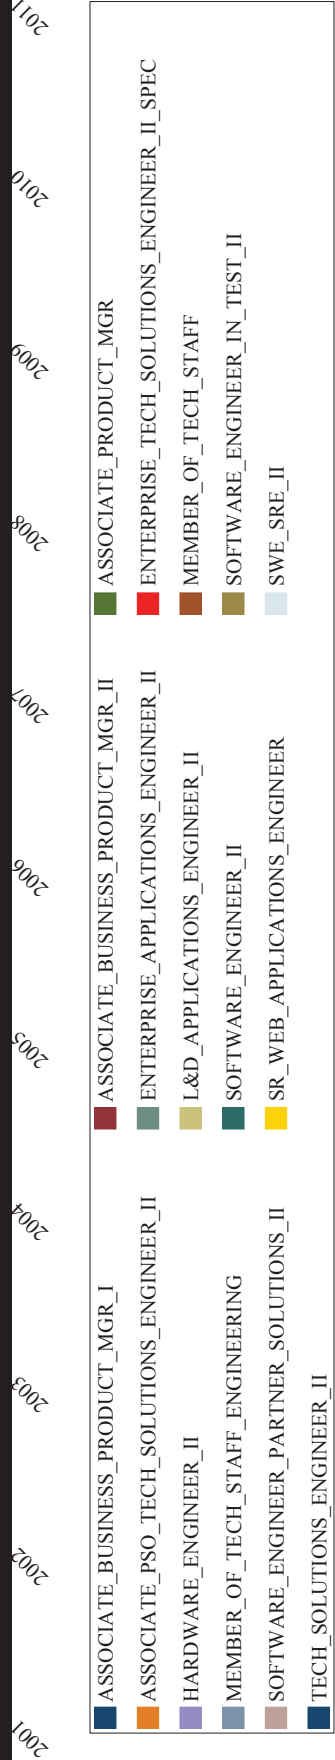 2001 2002 2003 2004 2005 2006 2007 2008 2009 2010 2011
ASSOCIATE_BUSINESS_PRODUCT_MGR_I ASSOCIATE_BUSINESS_PRODUCT_MGR_II ASSOCIATE_PRODUCT_MGR
ASSOCIATE_PSO_TECH_SOLUTIONS_ENGINEER_II ENTERPRISE_APPLICATIONS_ENGINEER_II ENTERPRISE_TECH_SOLUTIONS_ENGINEER_II_SPEC
HARDWARE_ENGINEER_II L&D_APPLICATIONS_ENGINEER_II MEMBER_OF_TECH_STAFF
MEMBER_OF_TECH_STAFF_ENGINEERING SOFTWARE_ENGINEER_II SOFTWARE_ENGINEER_IN_TEST_II
SOFTWARE_ENGINEER_PARTNER_SOLUTIONS_II SR_WEB_APPLICATIONS_ENGINEER SWE_SRE_II
TECH_SOLUTIONS_ENGINEER_II